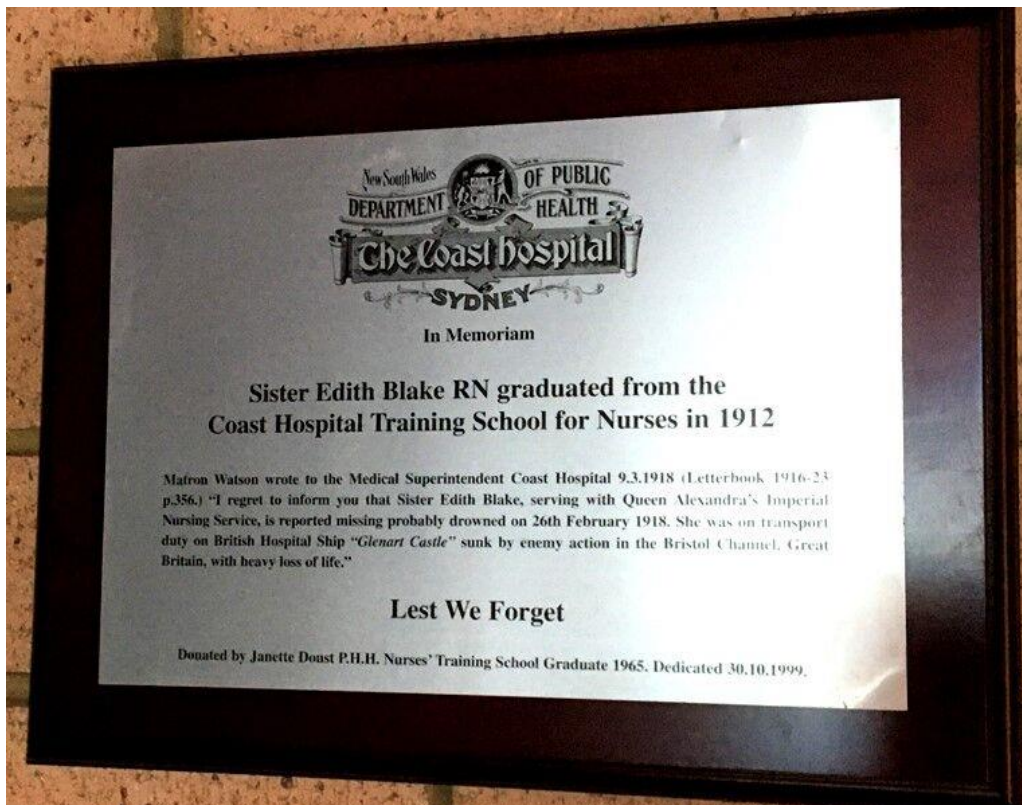 New South Wales
DEPARTMENT OF PUBLIC HEALTH
The Coast Hospital
SYDNEY
In Memoriam
Sister Edith Blake RN graduated from the
Coast Hospital Training School for Nurses in 1912
Matron Watson wrote to the Medical Superintendent Coast Hospital 9.3.1918 (Letterbook 1916-23
p.356.) “I regret to inform you that Sister Edith Blake, serving with Queen Alexandra's Imperial
Nursing Service, is reported missing probably drowned on 26th February 1918. She was on transport
duty on British Hospital Ship “Glenart Castle” sunk by enemy action in the Bristol Channel, Great
Britain, with heavy loss of life.”
Lest We Forget
Donated by Janette Doust P.H.H. Nurses' Training School Graduate 1965. Dedicated 30.10.1999.